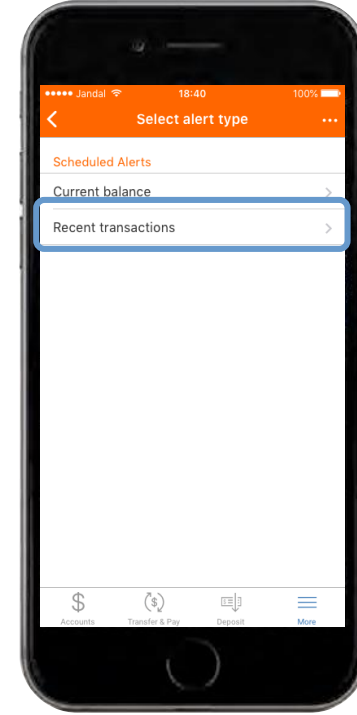 Jandal 18:40 100%
Select alert type
Scheduled Alerts
Current balance
Recent transactions
Accounts Transfer & Pay Deposit More